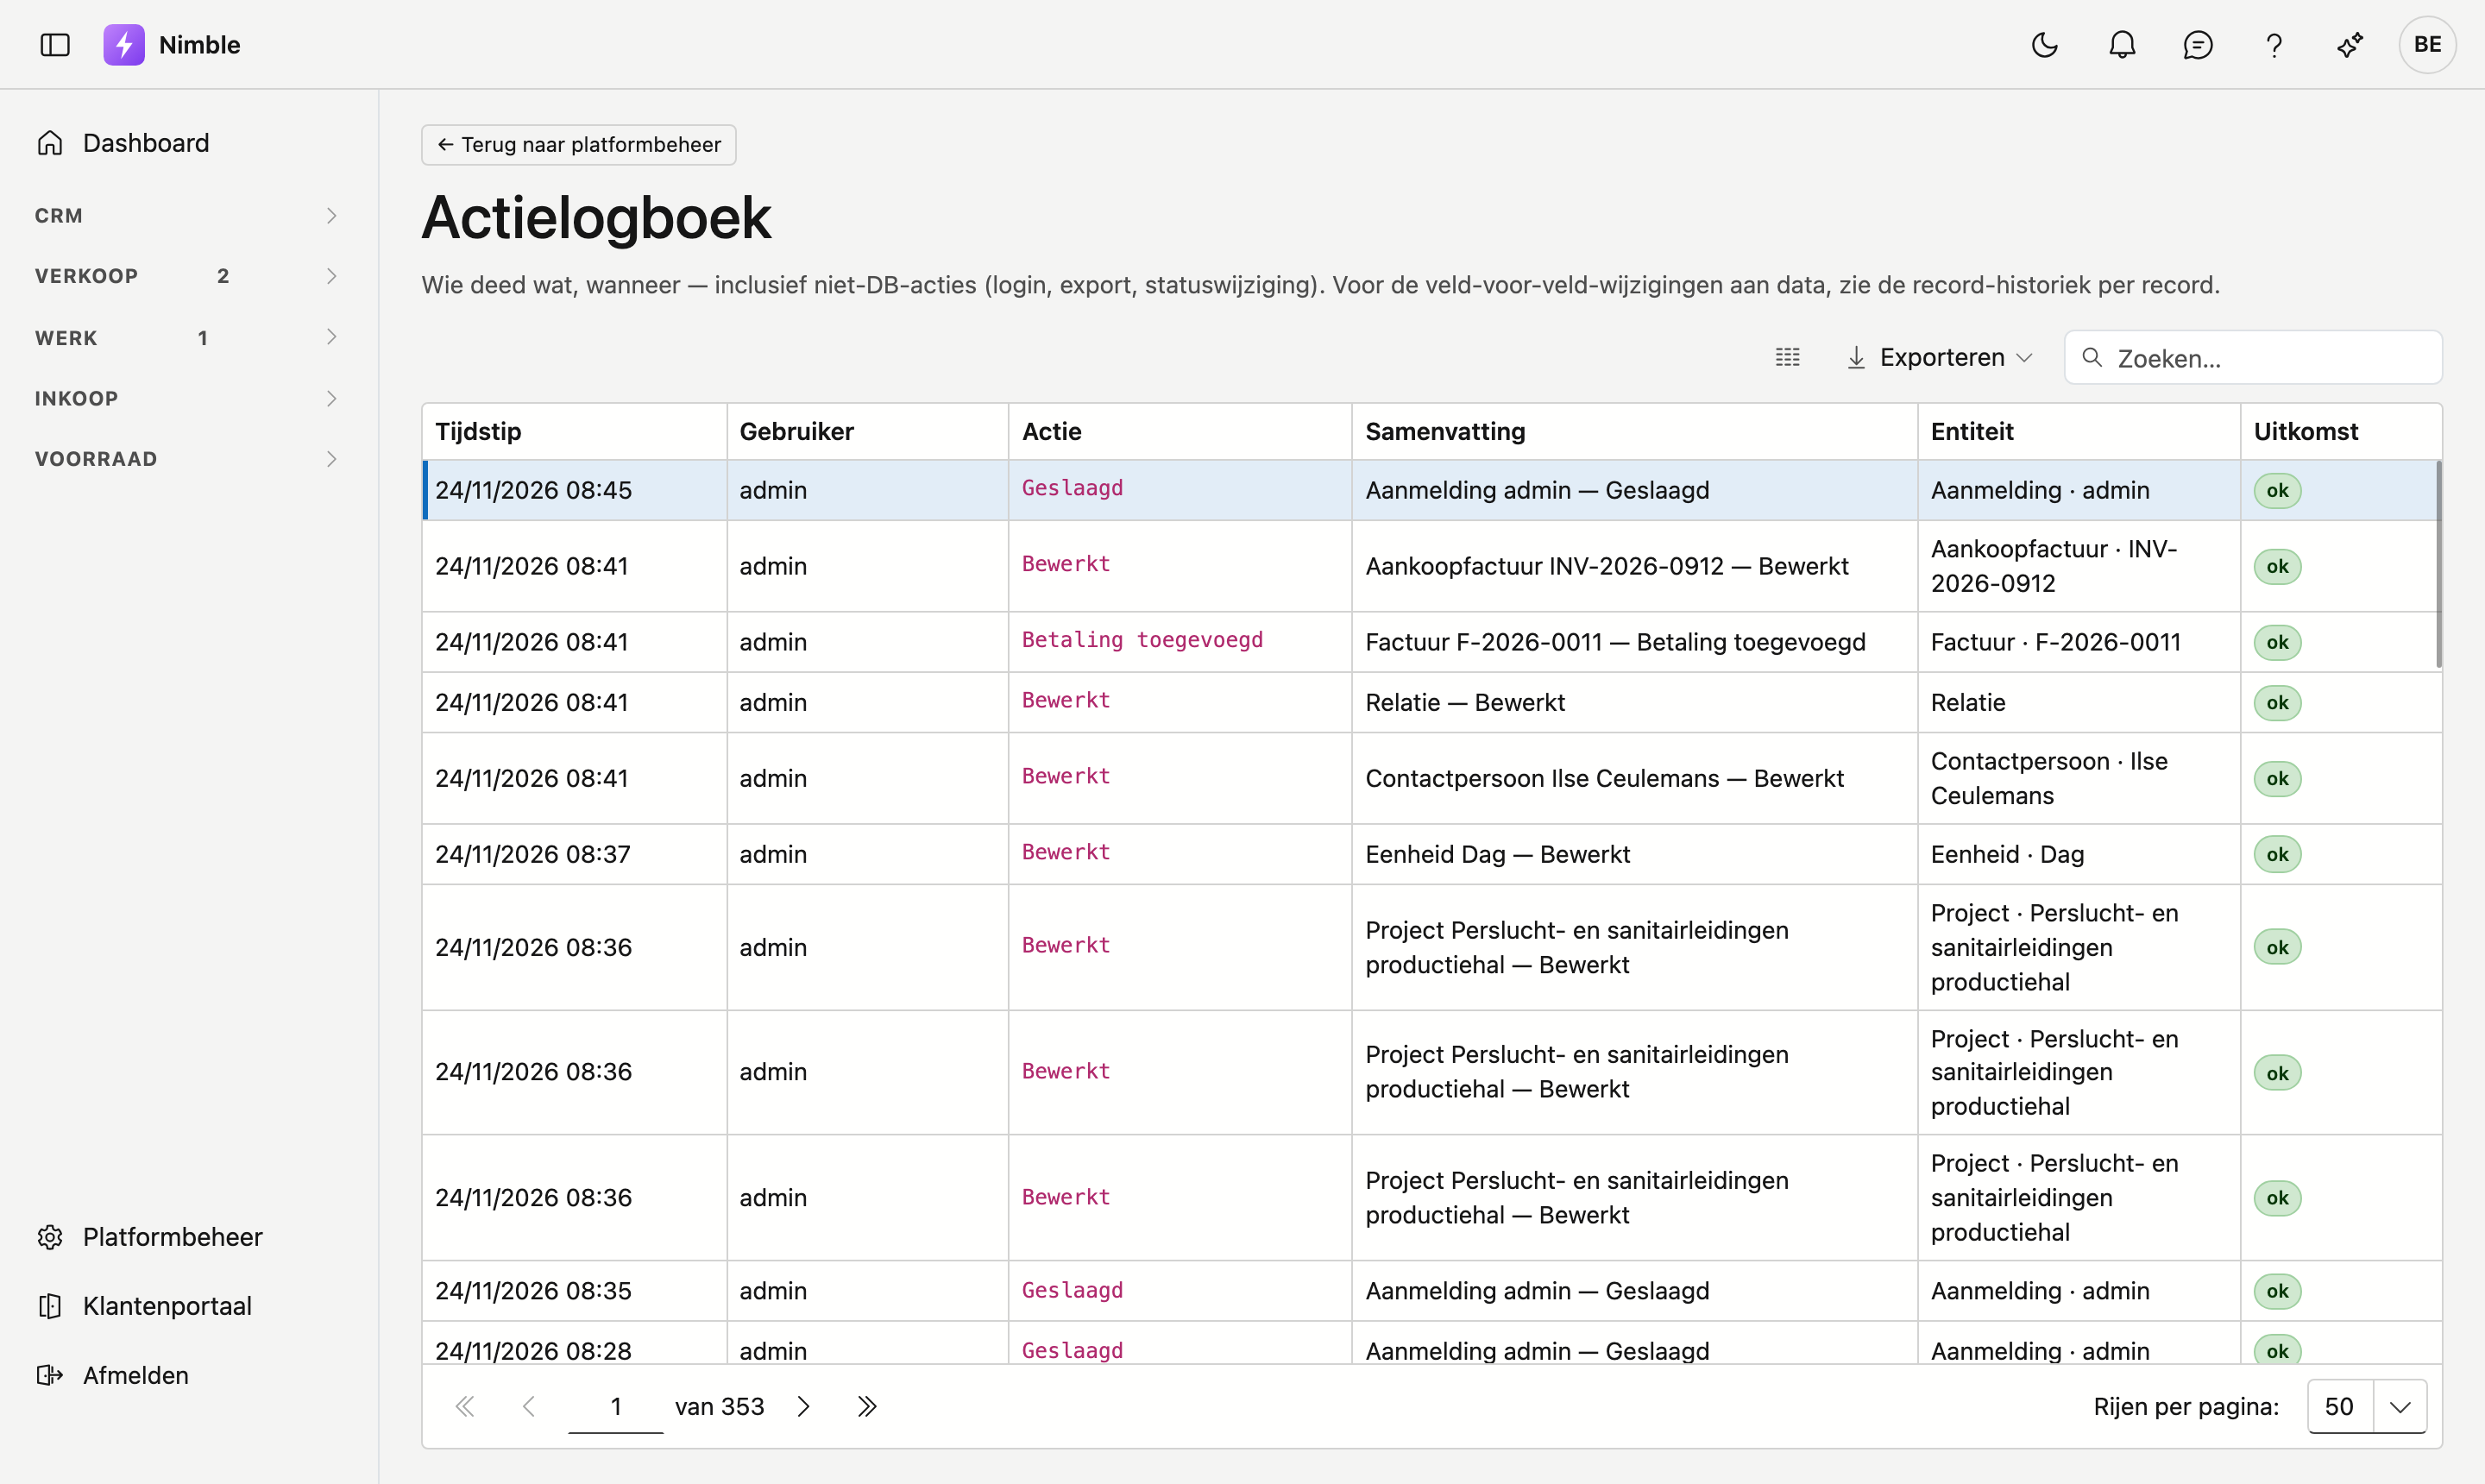 Nimble
BE
Dashboard
CRM
VERKOOP 2
WERK 1
INKOOP
VOORRAAD
Platformbeheer
Klantenportaal
Afmelden
← Terug naar platformbeheer
Actielogboek
Wie deed wat, wanneer — inclusief niet-DB-acties (login, export, statuswijziging). Voor de veld-voor-veld-wijzigingen aan data, zie de record-historiek per record.
Exporteren
Zoeken...
Tijdstip Gebruiker Actie Samenvatting Entiteit Uitkomst
24/11/2026 08:45 admin Geslaagd Aanmelding admin — Geslaagd Aanmelding · admin ok
24/11/2026 08:41 admin Bewerkt Aankoopfactuur INV-2026-0912 — Bewerkt Aankoopfactuur · INV-
2026-0912 ok
24/11/2026 08:41 admin Betaling toegevoegd Factuur F-2026-0011 — Betaling toegevoegd Factuur · F-2026-0011 ok
24/11/2026 08:41 admin Bewerkt Relatie — Bewerkt Relatie ok
24/11/2026 08:41 admin Bewerkt Contactpersoon Ilse Ceulemans — Bewerkt Contactpersoon · Ilse
Ceulemans ok
24/11/2026 08:37 admin Bewerkt Eenheid Dag — Bewerkt Eenheid · Dag ok
24/11/2026 08:36 admin Bewerkt Project Perslucht- en sanitairleidingen
productiehal — Bewerkt Project · Perslucht- en
sanitairleidingen
productiehal ok
24/11/2026 08:36 admin Bewerkt Project Perslucht- en sanitairleidingen
productiehal — Bewerkt Project · Perslucht- en
sanitairleidingen
productiehal ok
24/11/2026 08:36 admin Bewerkt Project Perslucht- en sanitairleidingen
productiehal — Bewerkt Project · Perslucht- en
sanitairleidingen
productiehal ok
24/11/2026 08:35 admin Geslaagd Aanmelding admin — Geslaagd Aanmelding · admin ok
24/11/2026 08:28 admin Geslaagd Aanmelding admin — Geslaagd Aanmelding · admin ok
1 van 353
Rijen per pagina: 50